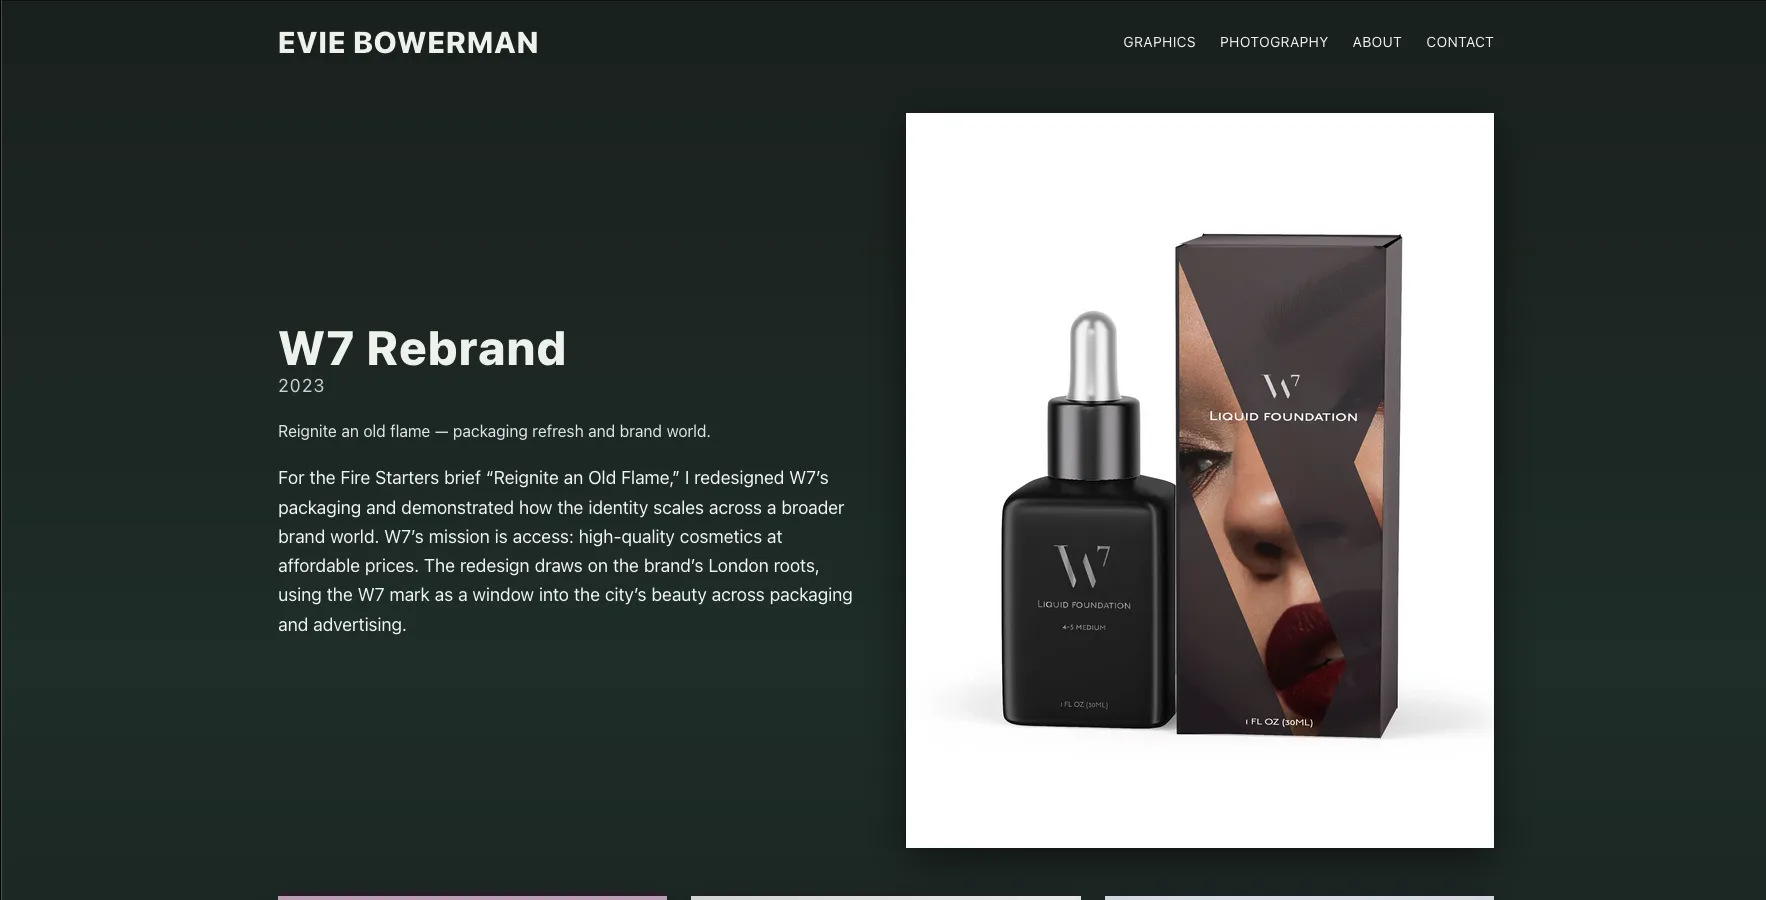 EVIE BOWERMAN
GRAPHICS PHOTOGRAPHY ABOUT CONTACT
W7 Rebrand
2023
Reignite an old flame — packaging refresh and brand world.
For the Fire Starters brief “Reignite an Old Flame,” I redesigned W7’s
packaging and demonstrated how the identity scales across a broader
brand world. W7’s mission is access: high-quality cosmetics at
affordable prices. The redesign draws on the brand’s London roots,
using the W7 mark as a window into the city’s beauty across packaging
and advertising.
W7
LIQUID FOUNDATION
4-5 MEDIUM
1 FL OZ (30ML)
W7
LIQUID FOUNDATION
1 FL OZ (30ML)